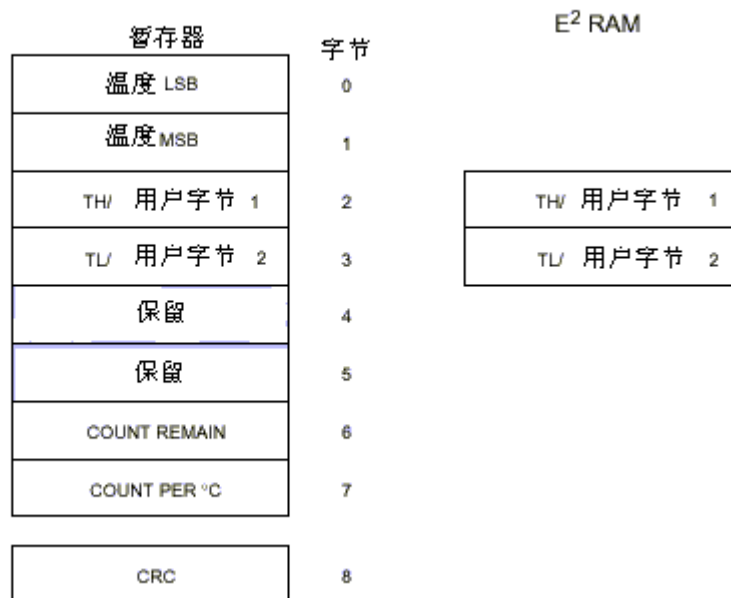 E² RAM
暂存器 字节
温度 LSB 0
温度 MSB 1
TH/ 用户字节 1 2 TH/ 用户字节 1
TL/ 用户字节 2 3 TL/ 用户字节 2
保留 4
保留 5
COUNT REMAIN 6
COUNT PER °C 7
CRC 8